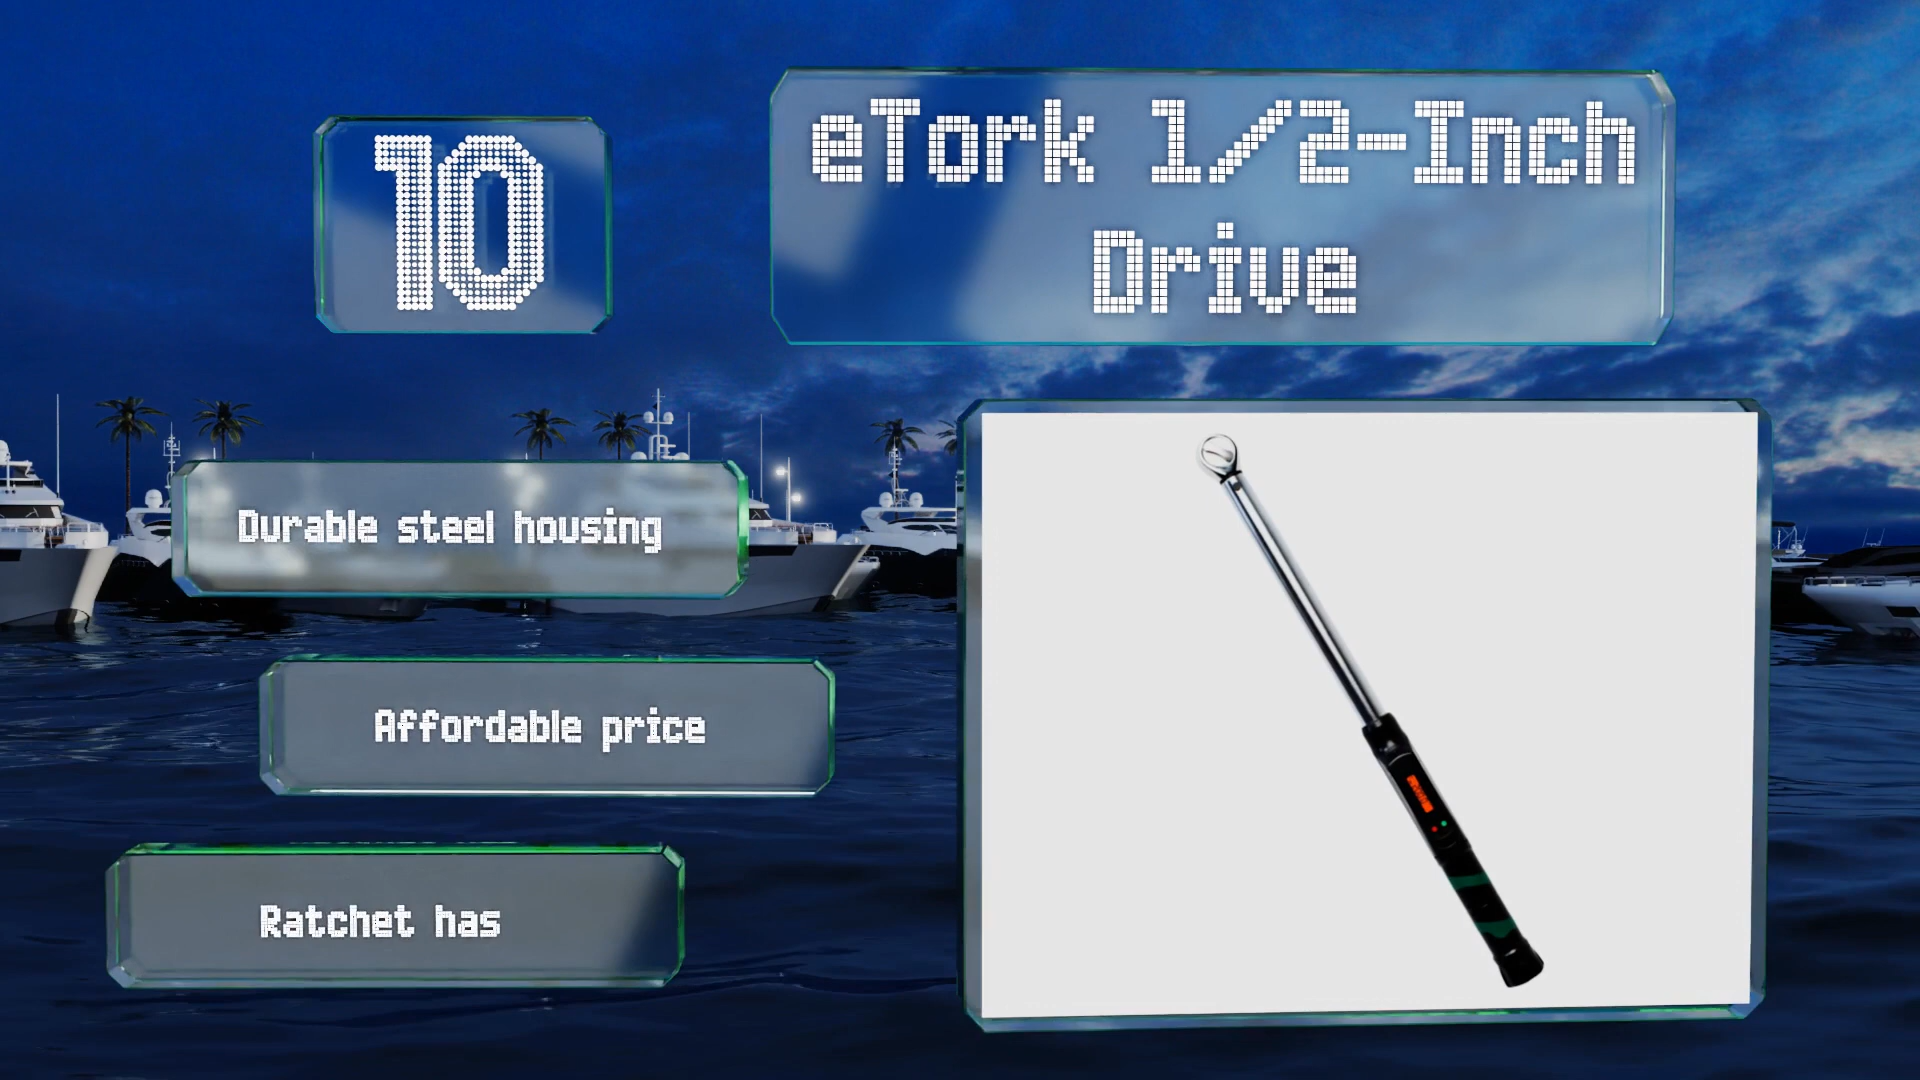 10
eTork 1/2-Inch
Drive
Durable steel housing
Affordable price
Ratchet has